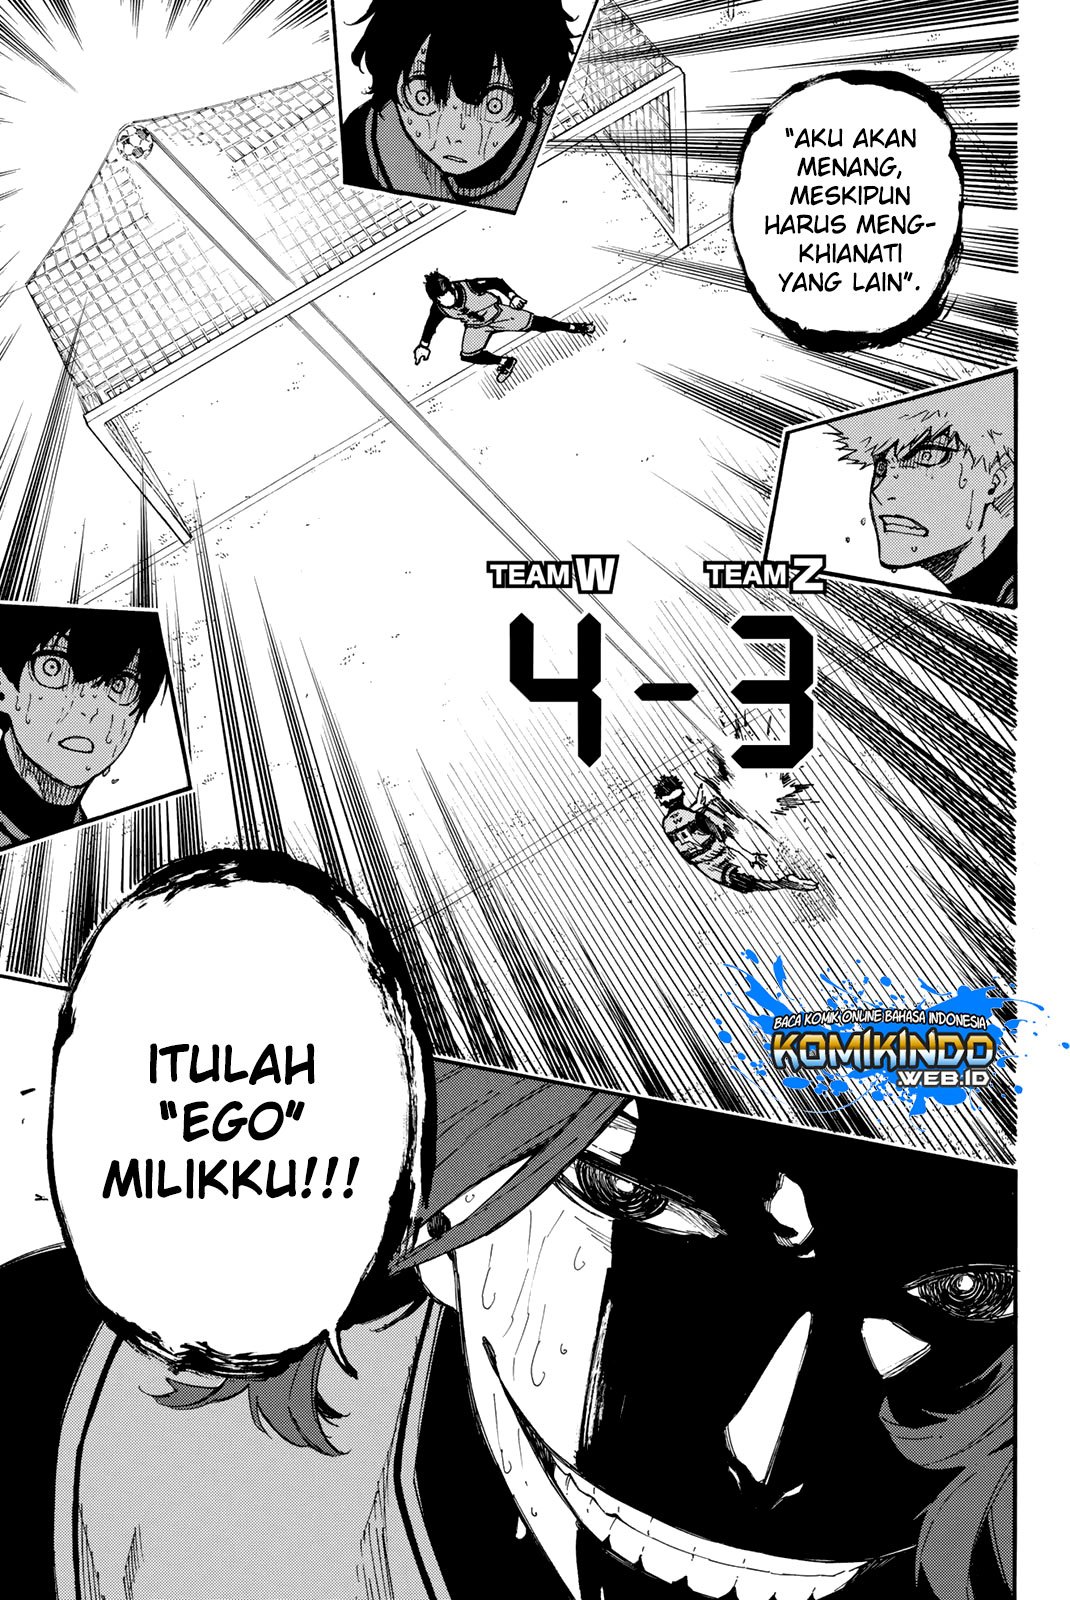 "AKU AKAN
MENANG,
MESKIPUN
HARUS MENG-
KHIANATI
YANG LAIN".
TEAM W TEAM Z
4 - 3
BACA KOMIK ONLINE BAHASA INDONESIA
KOMIKINDO
WEB.ID
ITULAH
"EGO"
MILIKKU!!!